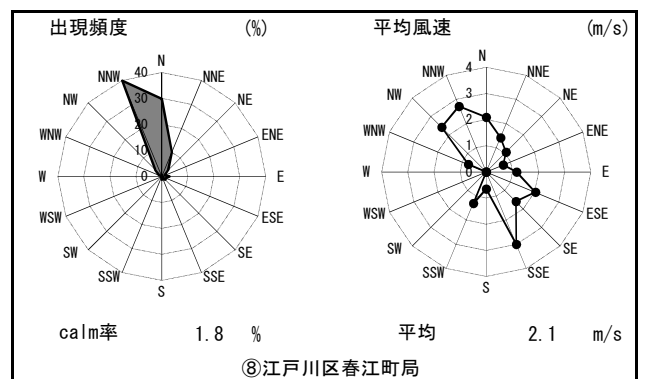 出現頻度 (%) 平均風速 (m/s)
N N
NNW 40 NNE NNW 4 NNE
NW 30 NE NW 3 NE
20 2
WNW 10 ENE WNW 1 ENE
W 0 E W 0 E
WSW ESE WSW ESE
SW SE SW SE
SSW SSE SSW SSE
S S
calm率 1.8 % 平均 2.1 m/s
⑧江戸川区春江町局